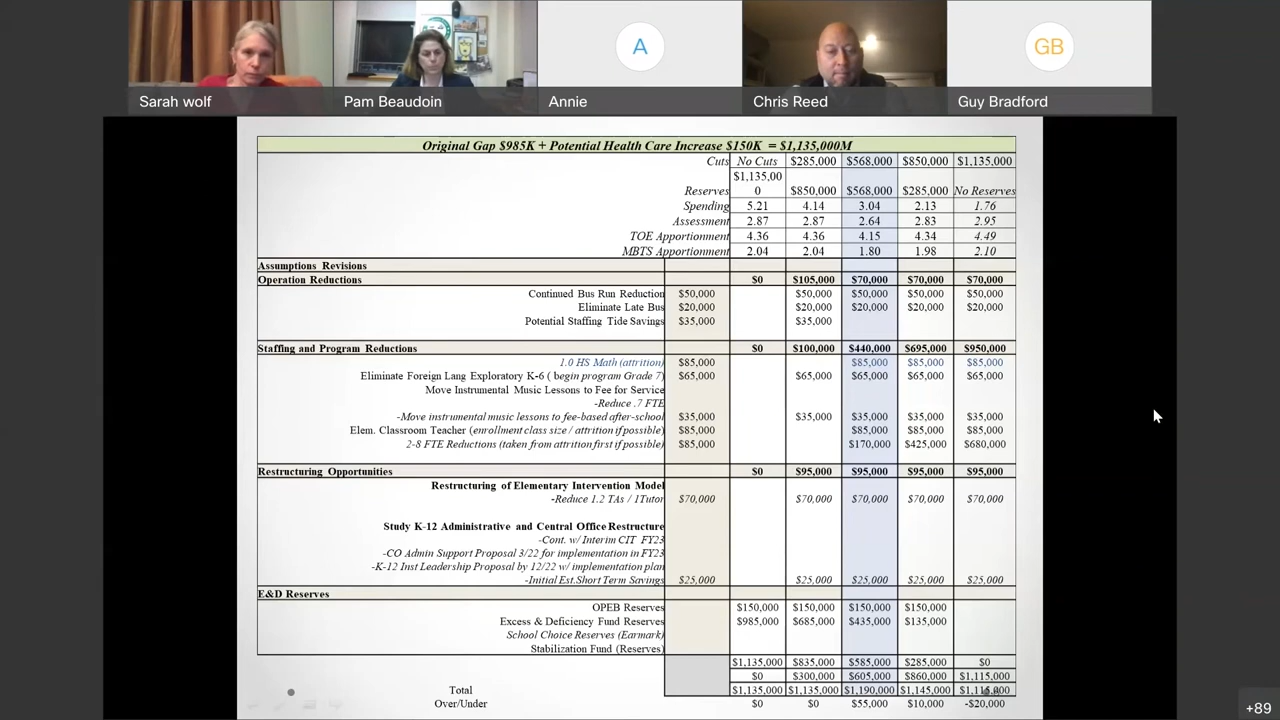 Sarah wolf
Pam Beaudoin
A
Annie
Chris Reed
GB
Guy Bradford
Original Gap $985K + Potential Health Care Increase $150K = $1,135,000M
Cuts No Cuts $285,000 $568,000 $850,000 $1,135,000
$1,135,00
Reserves 0 $850,000 $568,000 $285,000 No Reserves
Spending 5.21 4.14 3.04 2.13 1.76
Assessment 2.87 2.87 2.64 2.83 2.95
TOE Apportionment 4.36 4.36 4.15 4.34 4.49
MBTS Apportionment 2.04 2.04 1.80 1.98 2.10
Assumptions Revisions
Operation Reductions $0 $105,000 $70,000 $70,000 $70,000
Continued Bus Run Reduction $50,000 $50,000 $50,000 $50,000 $50,000
Eliminate Late Bus $20,000 $20,000 $20,000 $20,000 $20,000
Potential Staffing Tide Savings $35,000 $35,000
Staffing and Program Reductions $0 $100,000 $440,000 $695,000 $950,000
1.0 HS Math (attrition) $85,000 $85,000 $85,000 $85,000
Eliminate Foreign Lang Exploratory K-6 ( begin program Grade 7) $65,000 $65,000 $65,000 $65,000 $65,000
Move Instrumental Music Lessons to Fee for Service
-Reduce .7 FTE
-Move instrumental music lessons to fee-based after-school $35,000 $35,000 $35,000 $35,000 $35,000
Elem. Classroom Teacher (enrollment class size / attrition if possible) $85,000 $85,000 $85,000 $85,000
2-8 FTE Reductions (taken from attrition first if possible) $85,000 $170,000 $425,000 $680,000
Restructuring Opportunities $0 $95,000 $95,000 $95,000 $95,000
Restructuring of Elementary Intervention Model
-Reduce 1.2 TAs / 1Tutor $70,000 $70,000 $70,000 $70,000 $70,000
Study K-12 Administrative and Central Office Restructure
-Cont. w/ Interim CIT FY23
-CO Admin Support Proposal 3/22 for implementation in FY23
-K-12 Inst Leadership Proposal by 12/22 w/ implementation plan
-Initial Est.Short Term Savings $25,000 $25,000 $25,000 $25,000 $25,000
E&D Reserves
OPEB Reserves $150,000 $150,000 $150,000 $150,000
Excess & Deficiency Fund Reserves $985,000 $685,000 $435,000 $135,000
School Choice Reserves (Earmark)
Stabilization Fund (Reserves)
$1,135,000 $835,000 $585,000 $285,000 $0
$0 $300,000 $605,000 $860,000 $1,115,000
Total $1,135,000 $1,135,000 $1,190,000 $1,145,000 $1,115,000
Over/Under $0 $0 $55,000 $10,000 -$20,000
+89